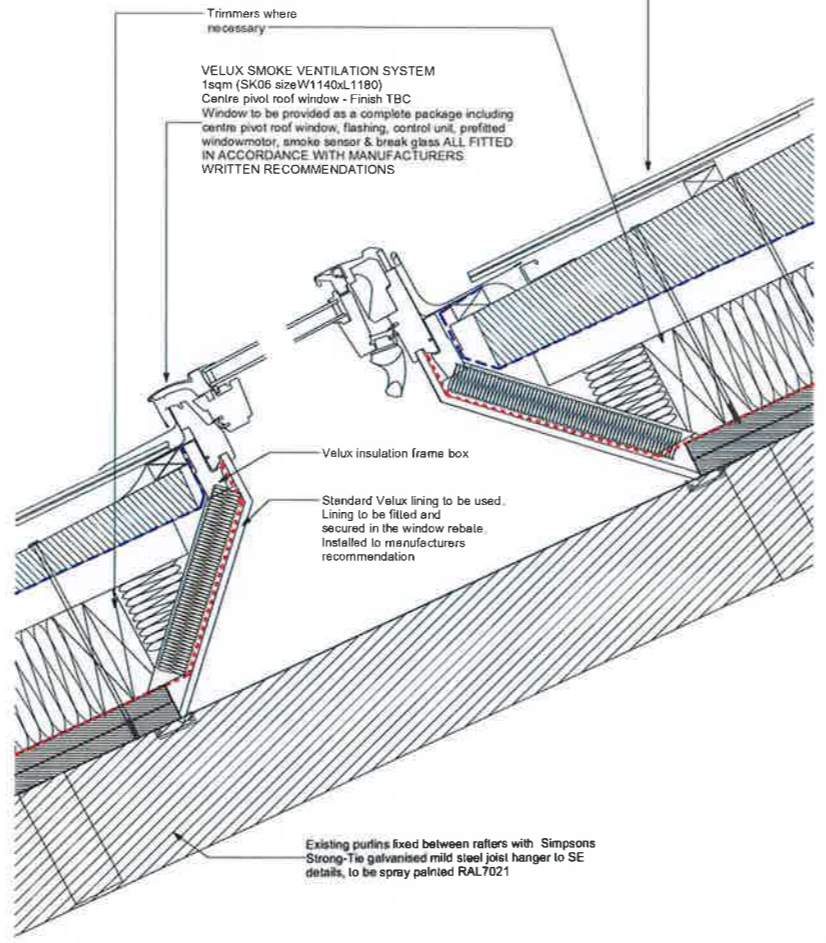 Trimmers where
necessary
VELUX SMOKE VENTILATION SYSTEM
1sqm (SK06 sizeW1140xL1180)
Centre pivot roof window - Finish TBC
Window to be provided as a complete package including
centre pivot roof window, flashing, control unit, prefitted
windowmotor, smoke sensor & break glass ALL FITTED
IN ACCORDANCE WITH MANUFACTURERS
WRITTEN RECOMMENDATIONS
Velux insulation frame box
Standard Velux lining to be used.
Lining to be fitted and
secured in the window rebate.
Installed to manufacturers
recommendation
Existing purlins fixed between rafters with Simpsons
Strong-Tie galvanised mild steel joist hanger to SE
details, to be spray painted RAL7021